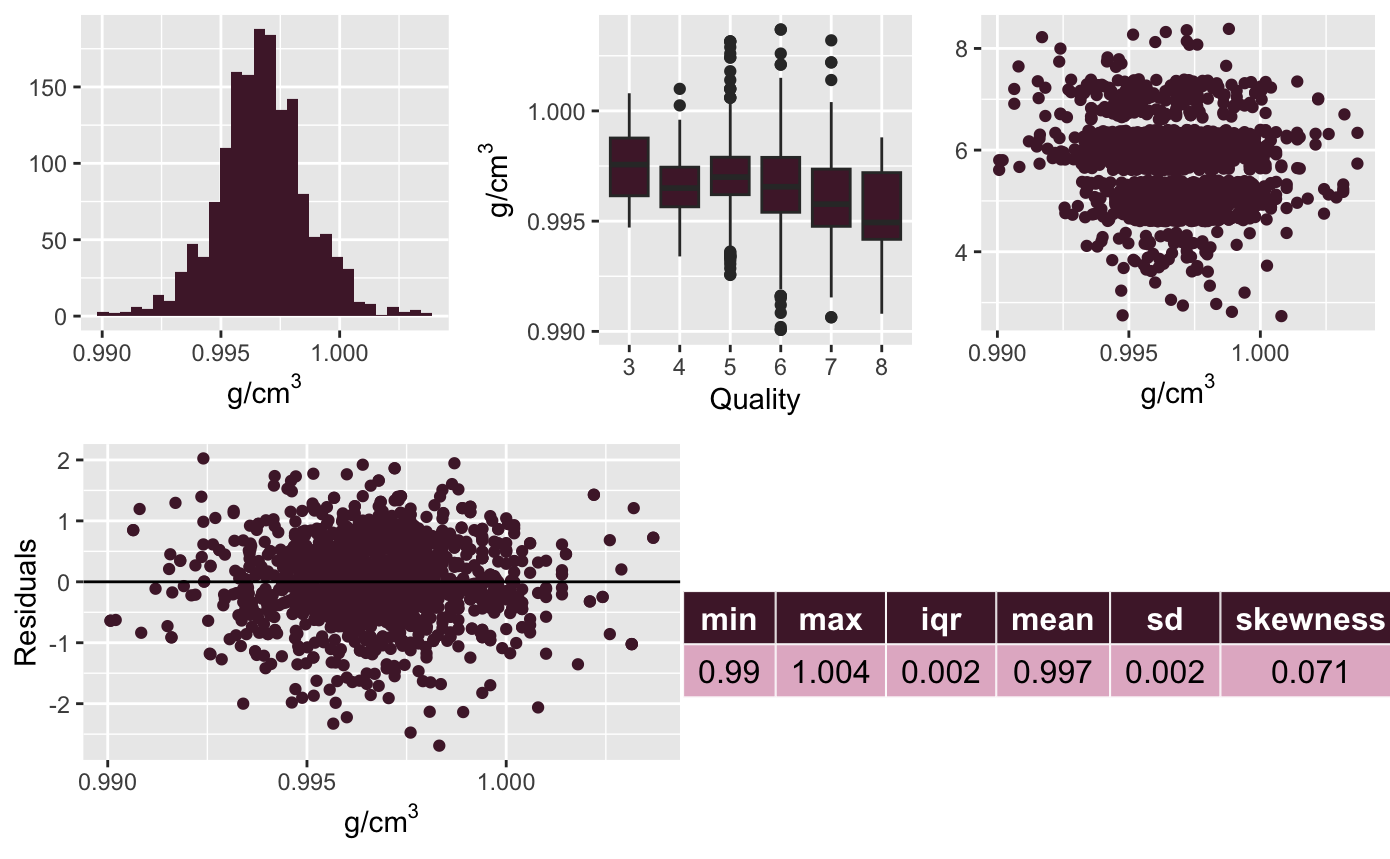 150
100
50
0
0.990 0.995 1.000
g/cm³
g/cm³
1.000
0.995
0.990
3 4 5 6 7 8
Quality
8
6
4
0.990 0.995 1.000
g/cm³
Residuals
2
1
0
-1
-2
0.990 0.995 1.000
g/cm³
min max iqr mean sd skewness
0.99 1.004 0.002 0.997 0.002 0.071